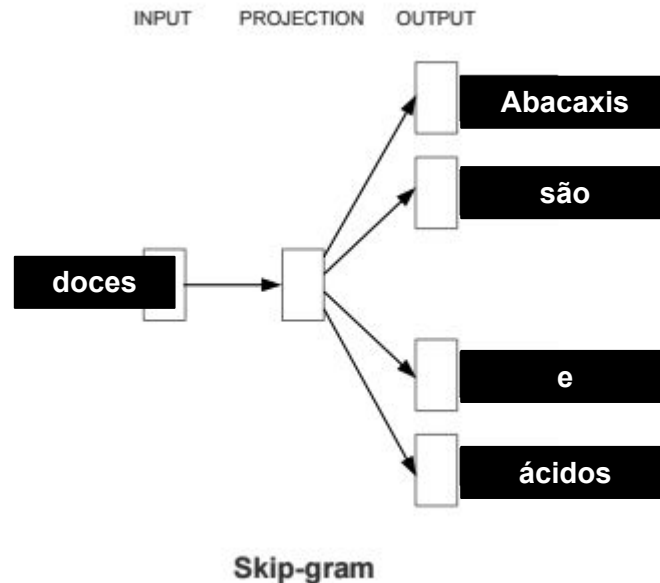 INPUT PROJECTION OUTPUT
Abacaxis
são
doces
e
ácidos
Skip-gram